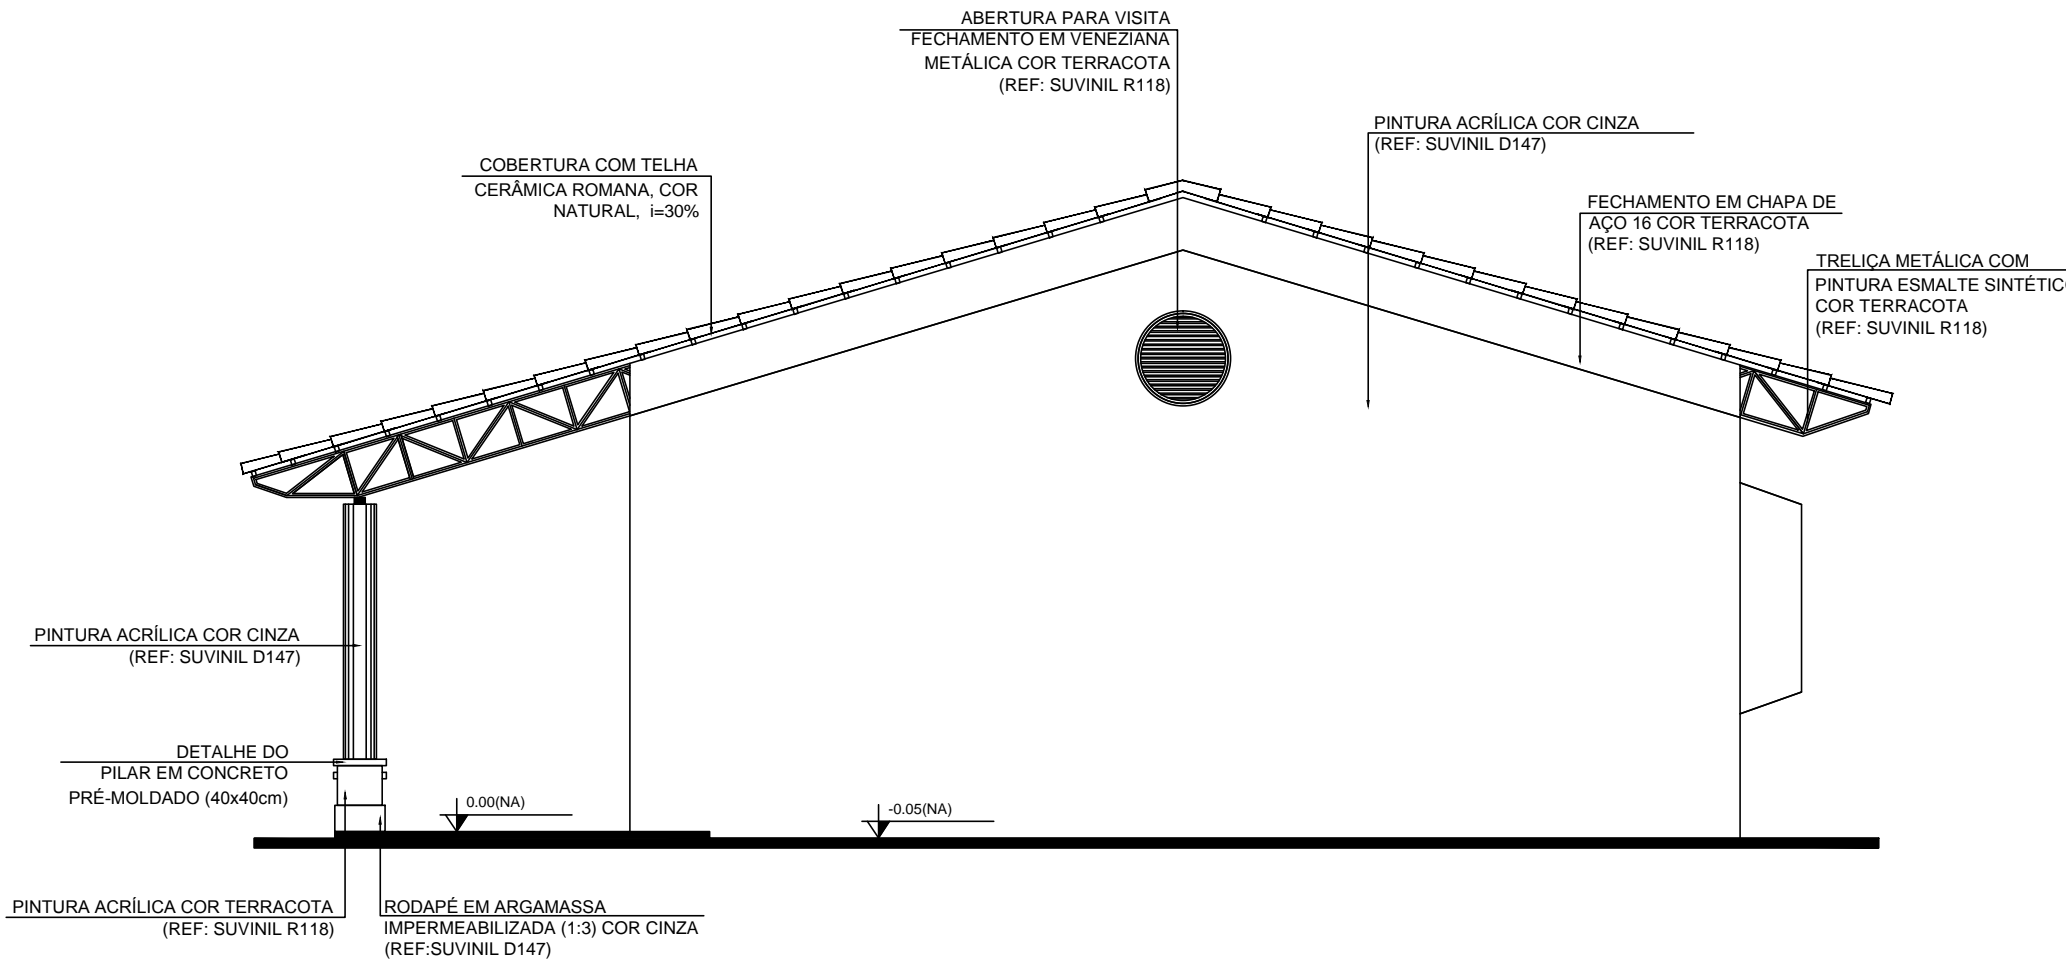 ABERTURA PARA VISITA
FECHAMENTO EM VENEZIANA
METÁLICA COR TERRACOTA
(REF: SUVINIL R118)
PINTURA ACRÍLICA COR CINZA
(REF: SUVINIL D147)
COBERTURA COM TELHA
CERÂMICA ROMANA, COR
NATURAL, i=30%
FECHAMENTO EM CHAPA DE
AÇO 16 COR TERRACOTA
(REF: SUVINIL R118)
TRELIÇA METÁLICA COM
PINTURA ESMALTE SINTÉTICO
COR TERRACOTA
(REF: SUVINIL R118)
PINTURA ACRÍLICA COR CINZA
(REF: SUVINIL D147)
DETALHE DO
PILAR EM CONCRETO
PRÉ-MOLDADO (40x40cm)
0.00(NA)
-0.05(NA)
PINTURA ACRÍLICA COR TERRACOTA
(REF: SUVINIL R118)
RODAPÉ EM ARGAMASSA
IMPERMEABILIZADA (1:3) COR CINZA
(REF:SUVINIL D147)